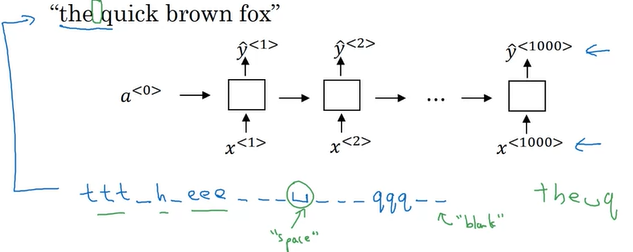 “the quick brown fox”
ŷ<1> ŷ<2> ŷ<1000>
a<0> ...
x<1> x<2> x<1000>
ttt_h_eee___␣___qqq__ the␣q
"space" "blank"